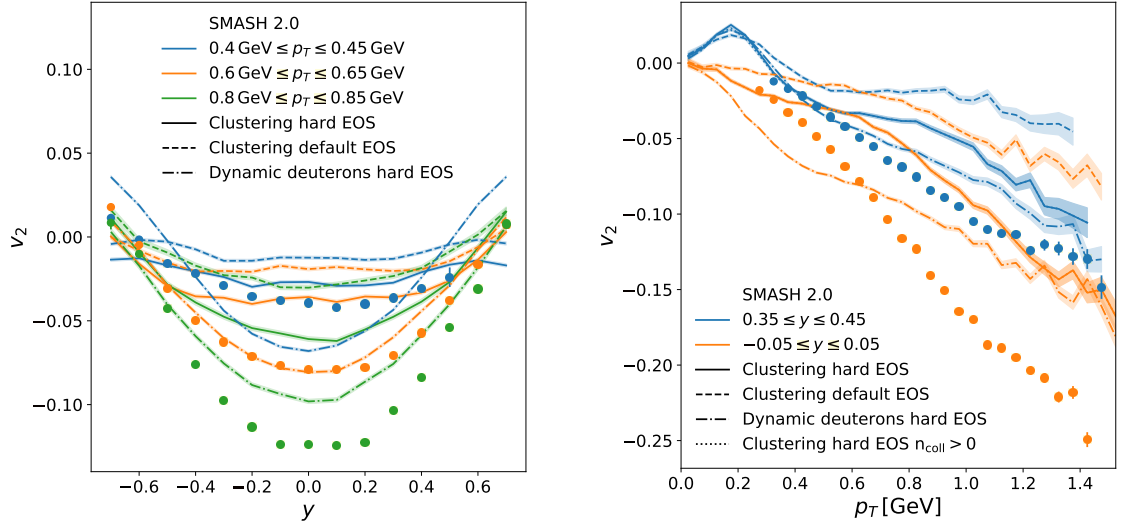 SMASH 2.0
0.4 GeV ≤ p_T ≤ 0.45 GeV
0.6 GeV ≤ p_T ≤ 0.65 GeV
0.8 GeV ≤ p_T ≤ 0.85 GeV
Clustering hard EOS
Clustering default EOS
Dynamic deuterons hard EOS
0.10
0.05
0.00
−0.05
−0.10
v_2
−0.6 −0.4 −0.2 0.0 0.2 0.4 0.6
y
0.00
−0.05
−0.10
−0.15
−0.20
−0.25
v_2
SMASH 2.0
0.35 ≤ y ≤ 0.45
−0.05 ≤ y ≤ 0.05
Clustering hard EOS
Clustering default EOS
Dynamic deuterons hard EOS
Clustering hard EOS n_coll > 0
0.0 0.2 0.4 0.6 0.8 1.0 1.2 1.4
p_T [GeV]